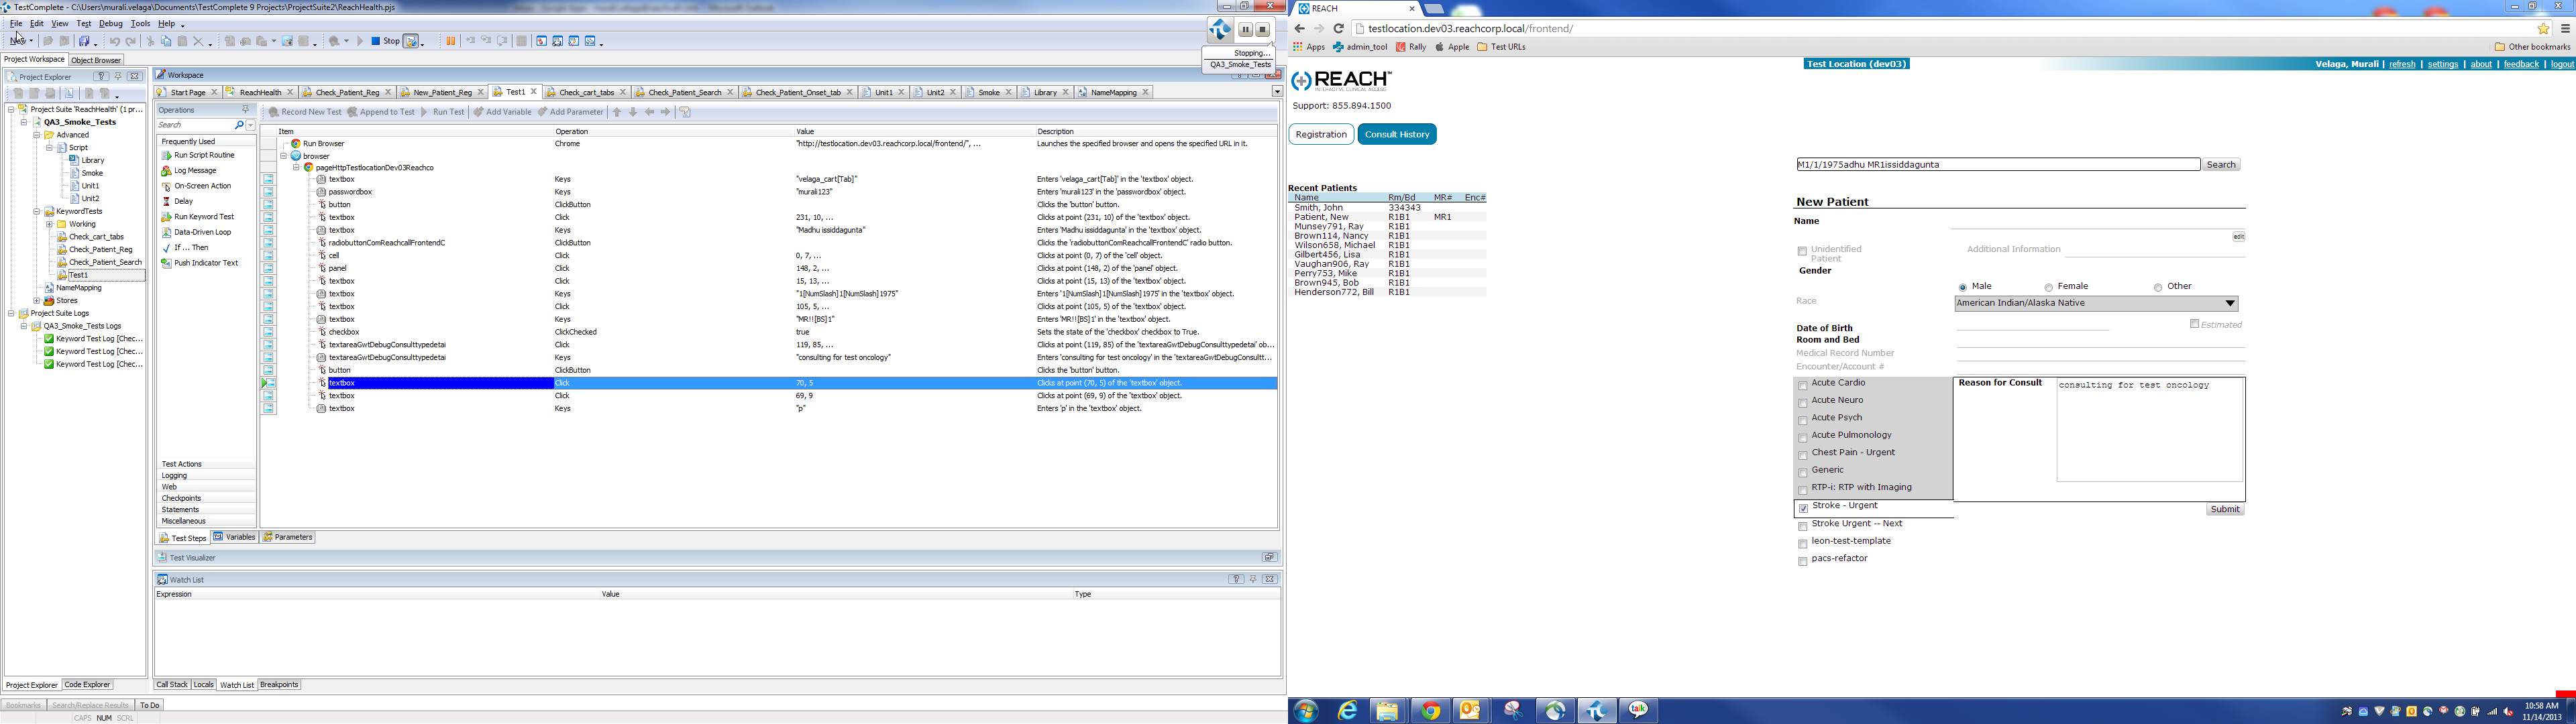 TestComplete - C:\Users\murali.velaga\Documents\TestComplete 9 Projects\ProjectSuite2\ReachHealth.pjs
File Edit View Test Debug Tools Help
New Stop
Stopping...
QA3_Smoke_Tests
Project Workspace Object Browser
Project Explorer
Project Suite 'ReachHealth' (1 pr...
QA3_Smoke_Tests
Advanced
Script
Library
Smoke
Unit1
Unit2
KeywordTests
Working
Check_cart_tabs
Check_Patient_Reg
Check_Patient_Search
Test1
NameMapping
Stores
Project Suite Logs
QA3_Smoke_Tests Logs
Keyword Test Log [Chec...
Keyword Test Log [Chec...
Keyword Test Log [Chec...
Project Explorer Code Explorer
Workspace
Start Page ReachHealth Check_Patient_Reg New_Patient_Reg Test1 Check_cart_tabs Check_Patient_Search Check_Patient_Onset_tab Unit1 Unit2 Smoke Library NameMapping
Operations
Search
Frequently Used
Run Script Routine
Log Message
On-Screen Action
Delay
Run Keyword Test
Data-Driven Loop
If ... Then
Push Indicator Text
Test Actions
Logging
Web
Checkpoints
Statements
Miscellaneous
Record New Test Append to Test Run Test Add Variable Add Parameter
Item Operation Value Description
Run Browser Chrome "http://testlocation.dev03.reachcorp.local/frontend/", ... Launches the specified browser and opens the specified URL in it.
browser
pageHttpTestlocationDev03Reachco
textbox Keys "velaga_cart[Tab]" Enters 'velaga_cart[Tab]' in the 'textbox' object.
passwordbox Keys "murali123" Enters 'murali123' in the 'passwordbox' object.
button ClickButton Clicks the 'button' button.
textbox Click 231, 10, ... Clicks at point (231, 10) of the 'textbox' object.
textbox Keys "Madhu issiddagunta" Enters 'Madhu issiddagunta' in the 'textbox' object.
radiobuttonComReachcallFrontendC ClickButton Clicks the 'radiobuttonComReachcallFrontendC' radio button.
cell Click 0, 7, ... Clicks at point (0, 7) of the 'cell' object.
panel Click 148, 2, ... Clicks at point (148, 2) of the 'panel' object.
textbox Click 15, 13, ... Clicks at point (15, 13) of the 'textbox' object.
textbox Keys "1[NumSlash]1[NumSlash]1975" Enters '1[NumSlash]1[NumSlash]1975' in the 'textbox' object.
textbox Click 105, 5, ... Clicks at point (105, 5) of the 'textbox' object.
textbox Keys "MR!![BS]1" Enters 'MR!![BS]1' in the 'textbox' object.
checkbox ClickChecked true Sets the state of the 'checkbox' checkbox to True.
textareaGwtDebugConsulttypedetai Click 119, 85, ... Clicks at point (119, 85) of the 'textareaGwtDebugConsulttypedetai' ob...
textareaGwtDebugConsulttypedetai Keys "consulting for test oncology" Enters 'consulting for test oncology' in the 'textareaGwtDebugConsultt...
button ClickButton Clicks the 'button' button.
textbox Click 70, 5 Clicks at point (70, 5) of the 'textbox' object.
textbox Click 69, 9 Clicks at point (69, 9) of the 'textbox' object.
textbox Keys "p" Enters 'p' in the 'textbox' object.
Test Steps Variables Parameters
Test Visualizer
Watch List
Expression Value Type
Call Stack Locals Watch List Breakpoints
Bookmarks Search/Replace Results To Do
CAPS NUM SCRL
REACH
testlocation.dev03.reachcorp.local/frontend/
Apps admin_tool Rally Apple Test URLs Other bookmarks
Test Location (dev03) Velaga, Murali | refresh | settings | about | feedback | logout
REACH™
INTERACTIVE CLINICAL ACCESS
Support: 855.894.1500
Registration Consult History
M1/1/1975adhu MR1issiddagunta Search
Recent Patients
Name Rm/Bd MR# Enc#
Smith, John 334343
Patient, New R1B1 MR1
Munsey791, Ray R1B1
Brown114, Nancy R1B1
Wilson658, Michael R1B1
Gilbert456, Lisa R1B1
Vaughan906, Ray R1B1
Perry753, Mike R1B1
Brown945, Bob R1B1
Henderson772, Bill R1B1
New Patient
Name
edit
Unidentified Patient Additional Information
Gender
Male Female Other
Race American Indian/Alaska Native
Date of Birth Estimated
Room and Bed
Medical Record Number
Encounter/Account #
Acute Cardio
Acute Neuro
Acute Psych
Acute Pulmonology
Chest Pain - Urgent
Generic
RTP-i: RTP with Imaging
Stroke - Urgent
Stroke Urgent -- Next
leon-test-template
pacs-refactor
Reason for Consult consulting for test oncology
Submit
talk
10:58 AM
11/14/2013